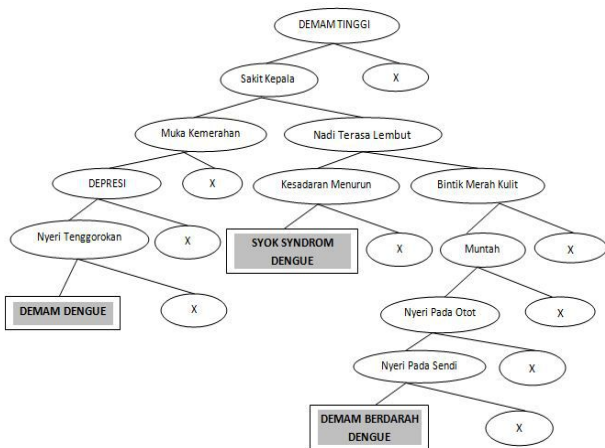 DEMAM TINGGI
Sakit Kepala
X
Muka Kemerahan
Nadi Terasa Lembut
DEPRESI
X
Kesadaran Menurun
Bintik Merah Kulit
Nyeri Tenggorokan
X
SYOK SYNDROM
DENGUE
X
Muntah
X
DEMAM DENGUE
X
Nyeri Pada Otot
X
Nyeri Pada Sendi
X
DEMAM BERDARAH
DENGUE
X